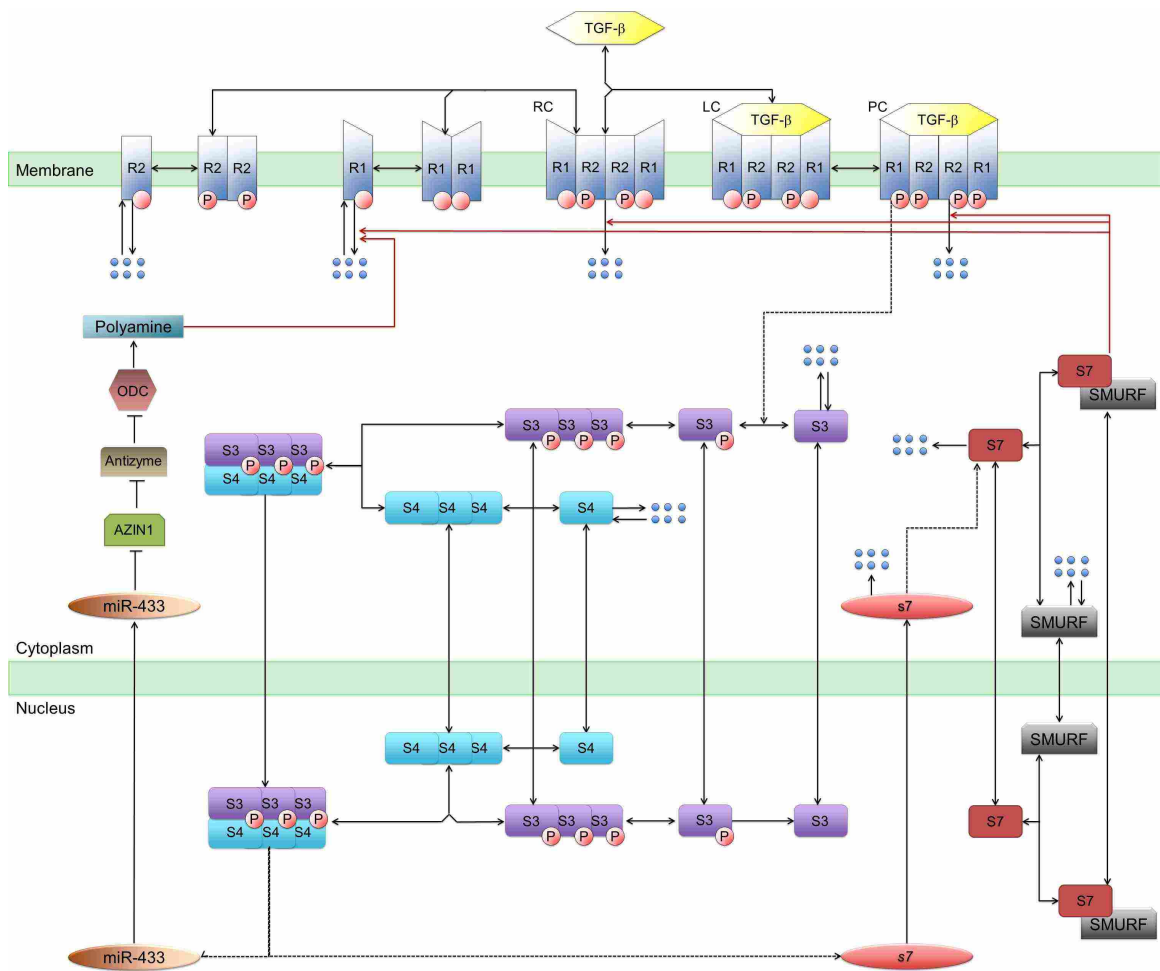 TGF-β
RC
LC
PC
TGF-β
TGF-β
Membrane
R2
R2
R2
R1
R1
R1
R1
R2
R2
R1
R1
R2
R2
R1
R1
R2
R2
R1
P
P
P
P
P
P
P
P
P
P
Polyamine
ODC
Antizyme
AZIN1
miR-433
S3
S3
S3
P
P
P
S4
S4
S4
S3
S3
S3
P
P
P
S3
P
S3
S4
S4
S4
S4
S7
SMURF
S7
s7
SMURF
Cytoplasm
Nucleus
S4
S4
S4
S4
SMURF
S3
S3
S3
P
P
P
S4
S4
S4
S3
S3
S3
P
P
P
S3
P
S3
S7
S7
SMURF
miR-433
s7